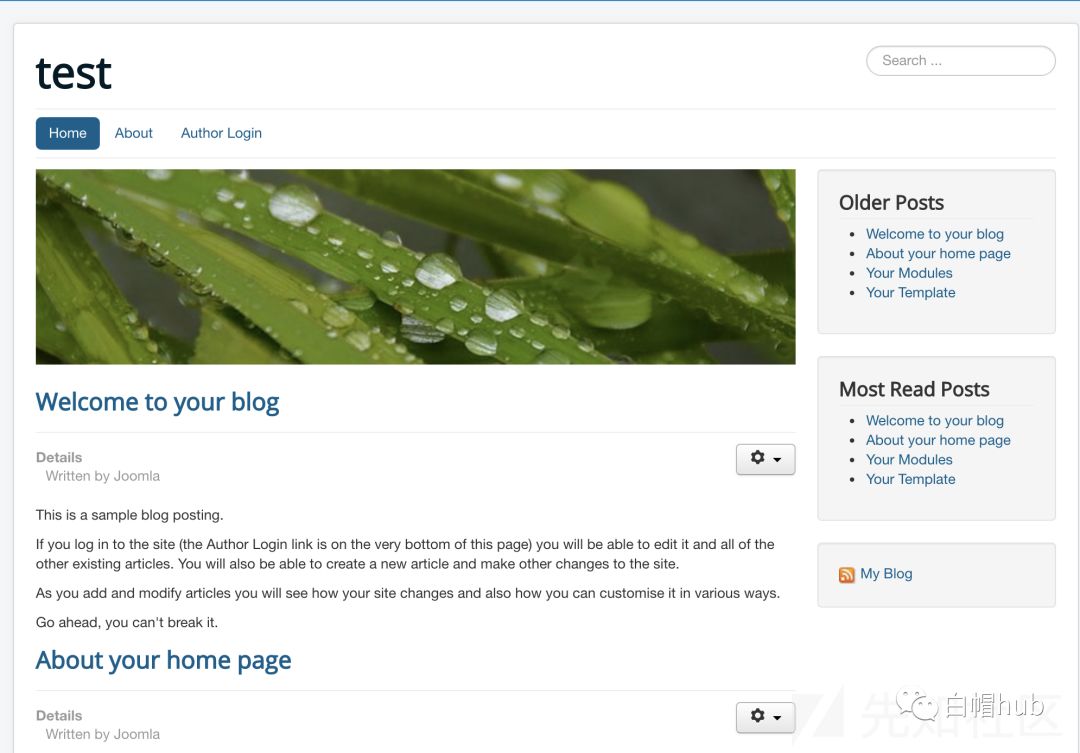 test
Search ...
Home About Author Login
Older Posts
Welcome to your blog
About your home page
Your Modules
Your Template
Most Read Posts
Welcome to your blog
About your home page
Your Modules
Your Template
My Blog
Welcome to your blog
Details
Written by Joomla
This is a sample blog posting.
If you log in to the site (the Author Login link is on the very bottom of this page) you will be able to edit it and all of the
other existing articles. You will also be able to create a new article and make other changes to the site.
As you add and modify articles you will see how your site changes and also how you can customise it in various ways.
Go ahead, you can't break it.
About your home page
Details
Written by Joomla
先知社区
白帽hub